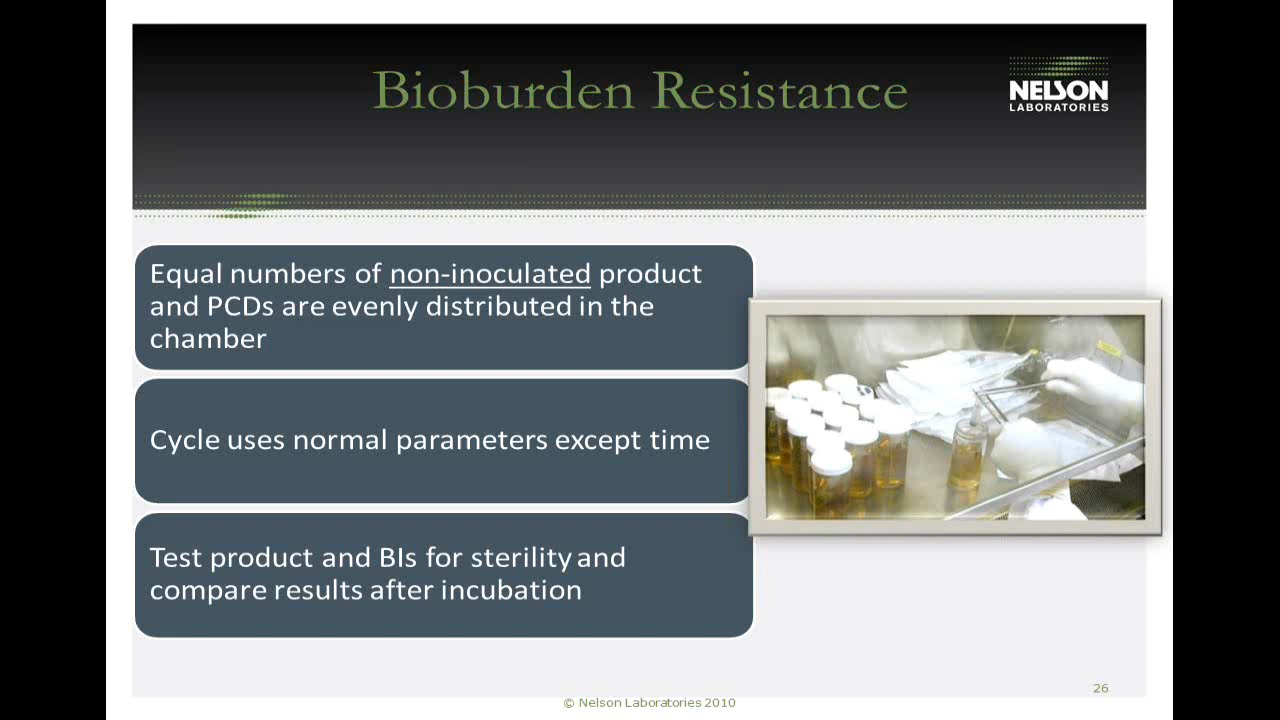 Bioburden Resistance
NELSON
LABORATORIES
Equal numbers of non-inoculated product
and PCDs are evenly distributed in the
chamber
Cycle uses normal parameters except time
Test product and BIs for sterility and
compare results after incubation
26
© Nelson Laboratories 2010